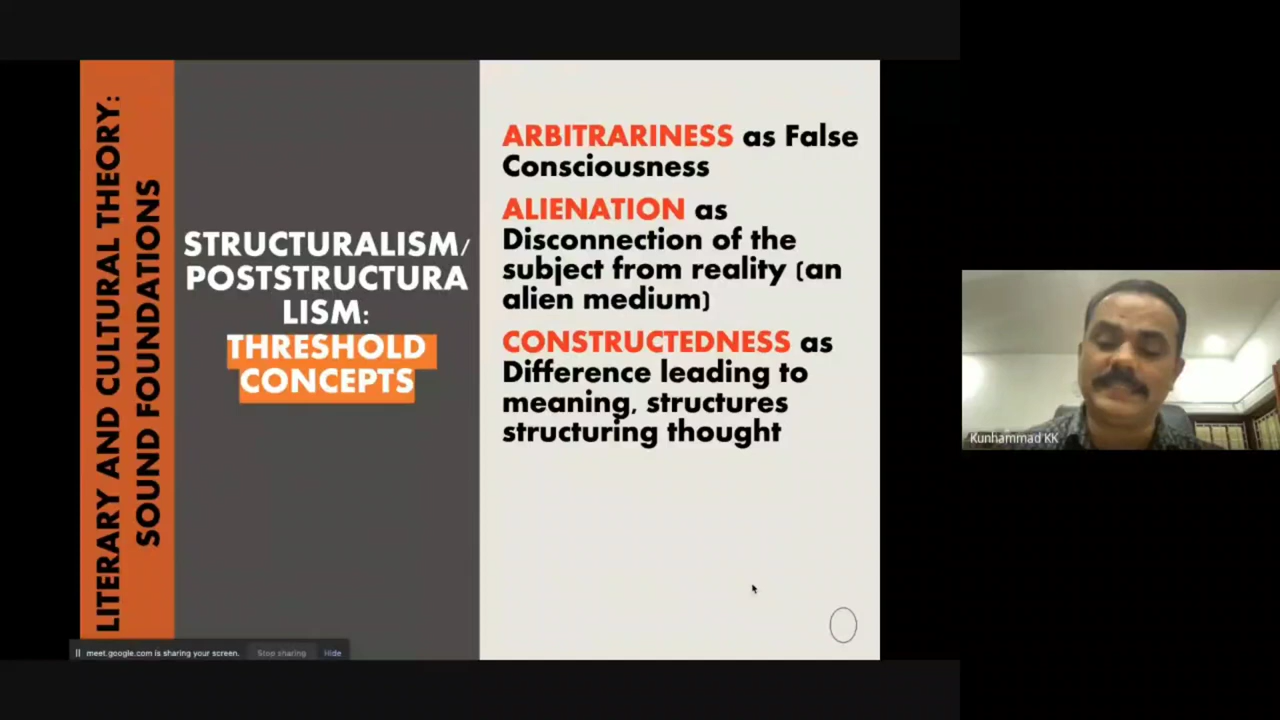 LITERARY AND CULTURAL THEORY:
SOUND FOUNDATIONS
STRUCTURALISM/
POSTSTRUCTURA
LISM:
THRESHOLD
CONCEPTS
ARBITRARINESS as False
Consciousness
ALIENATION as
Disconnection of the
subject from reality (an
alien medium)
CONSTRUCTEDNESS as
Difference leading to
meaning, structures
structuring thought
Kunhammad KK
meet.google.com is sharing your screen.
Stop sharing
Hide